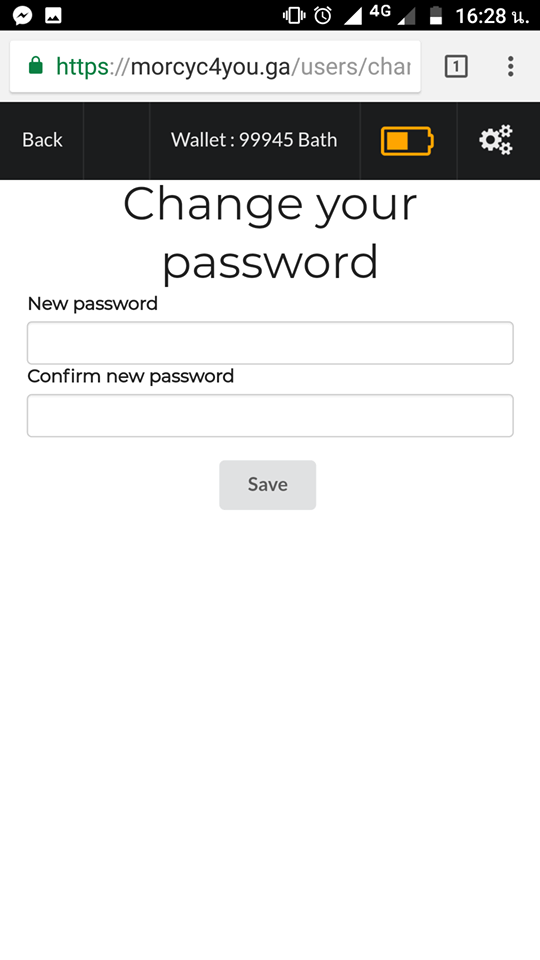 4G 16:28 น.
https://morcyc4you.ga/users/char
1
Back
Wallet : 99945 Bath
Change your
password
New password
Confirm new password
Save